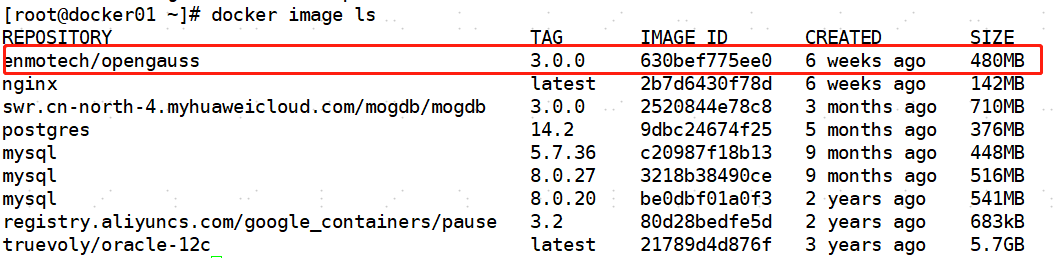 [root@docker01 ~]# docker image ls
REPOSITORY TAG IMAGE ID CREATED SIZE
enmotech/opengauss 3.0.0 630bef775ee0 6 weeks ago 480MB
nginx latest 2b7d6430f78d 6 weeks ago 142MB
swr.cn-north-4.myhuaweicloud.com/mogdb/mogdb 3.0.0 2520844e78c8 3 months ago 710MB
postgres 14.2 9dbc24674f25 5 months ago 376MB
mysql 5.7.36 c20987f18b13 9 months ago 448MB
mysql 8.0.27 3218b38490ce 9 months ago 516MB
mysql 8.0.20 be0dbf01a0f3 2 years ago 541MB
registry.aliyuncs.com/google_containers/pause 3.2 80d28bedfe5d 2 years ago 683kB
truevoly/oracle-12c latest 21789d4d876f 3 years ago 5.7GB